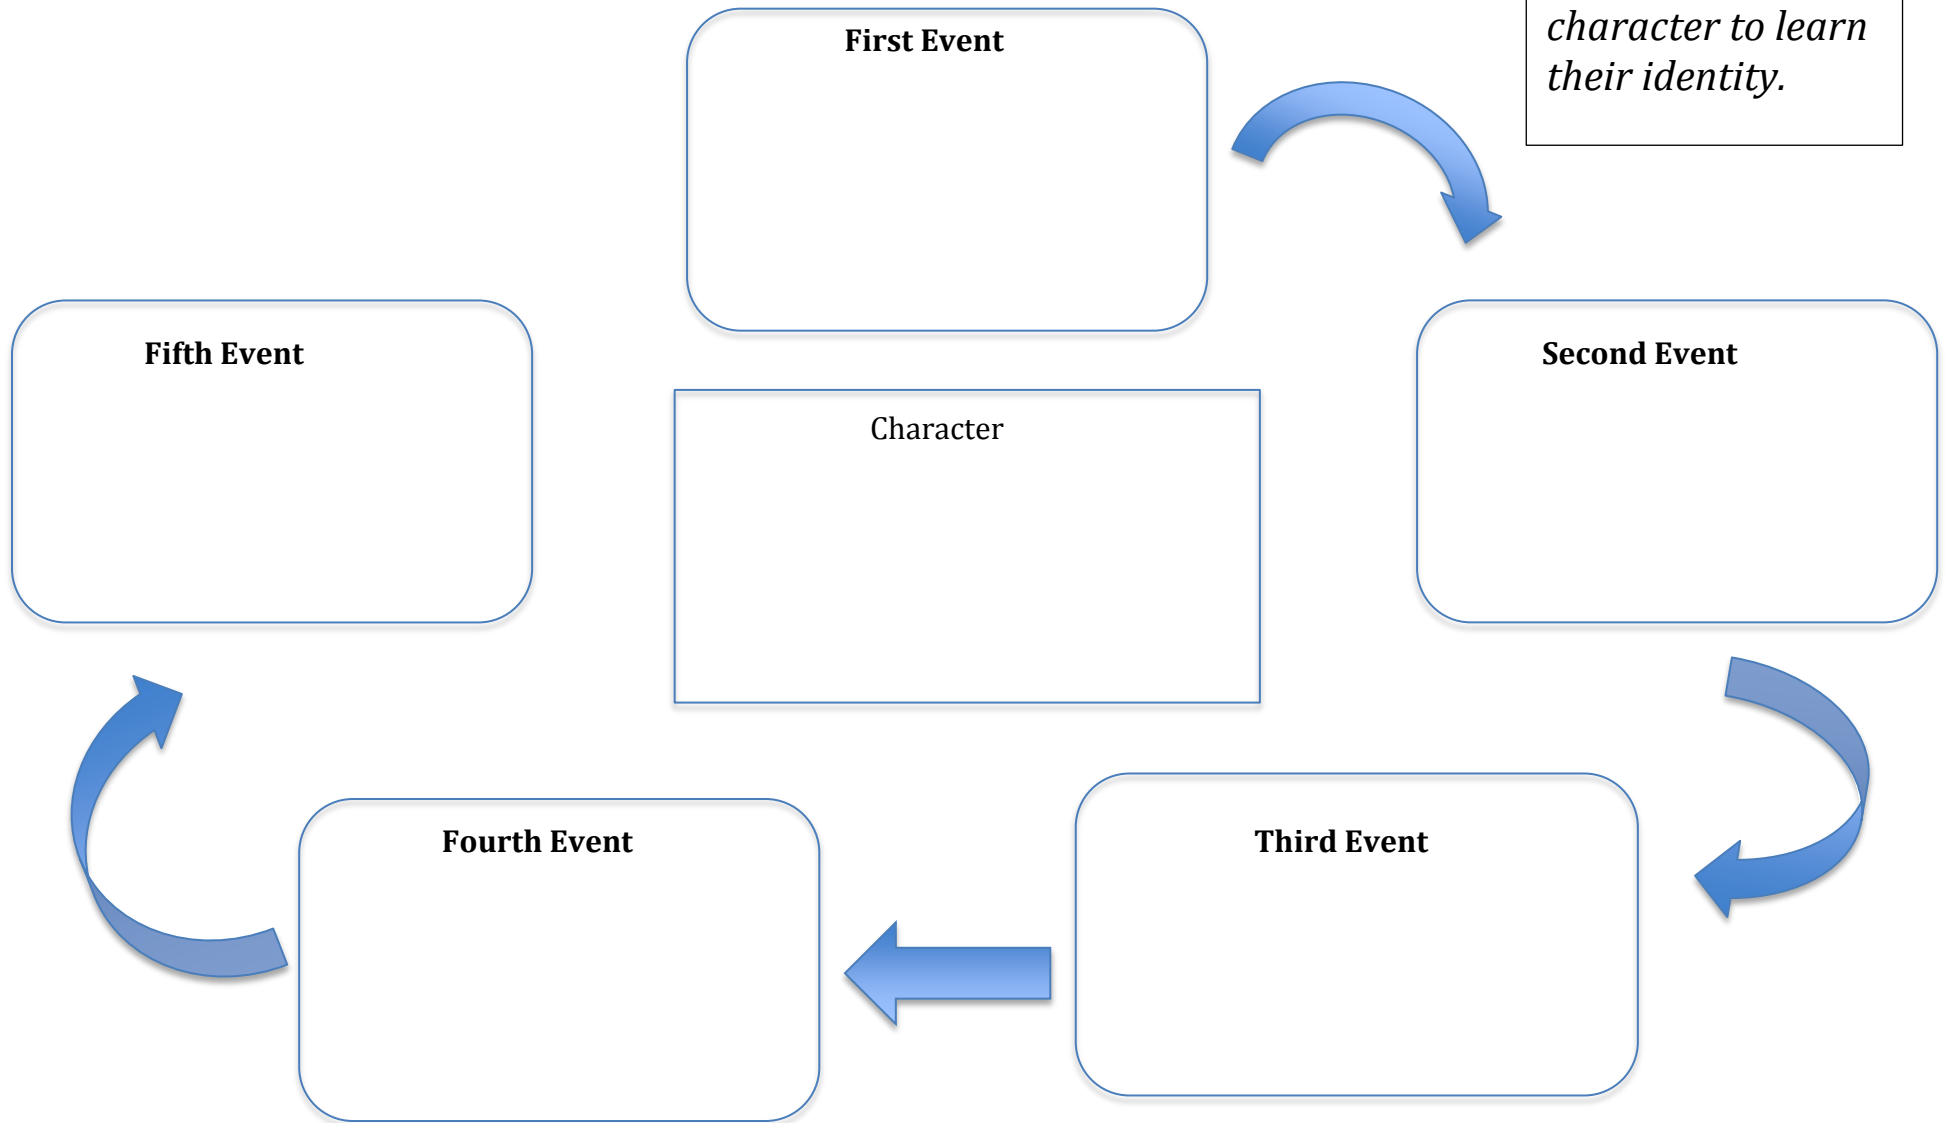 character to learn
their identity.
First Event
Second Event
Fifth Event
Character
Third Event
Fourth Event